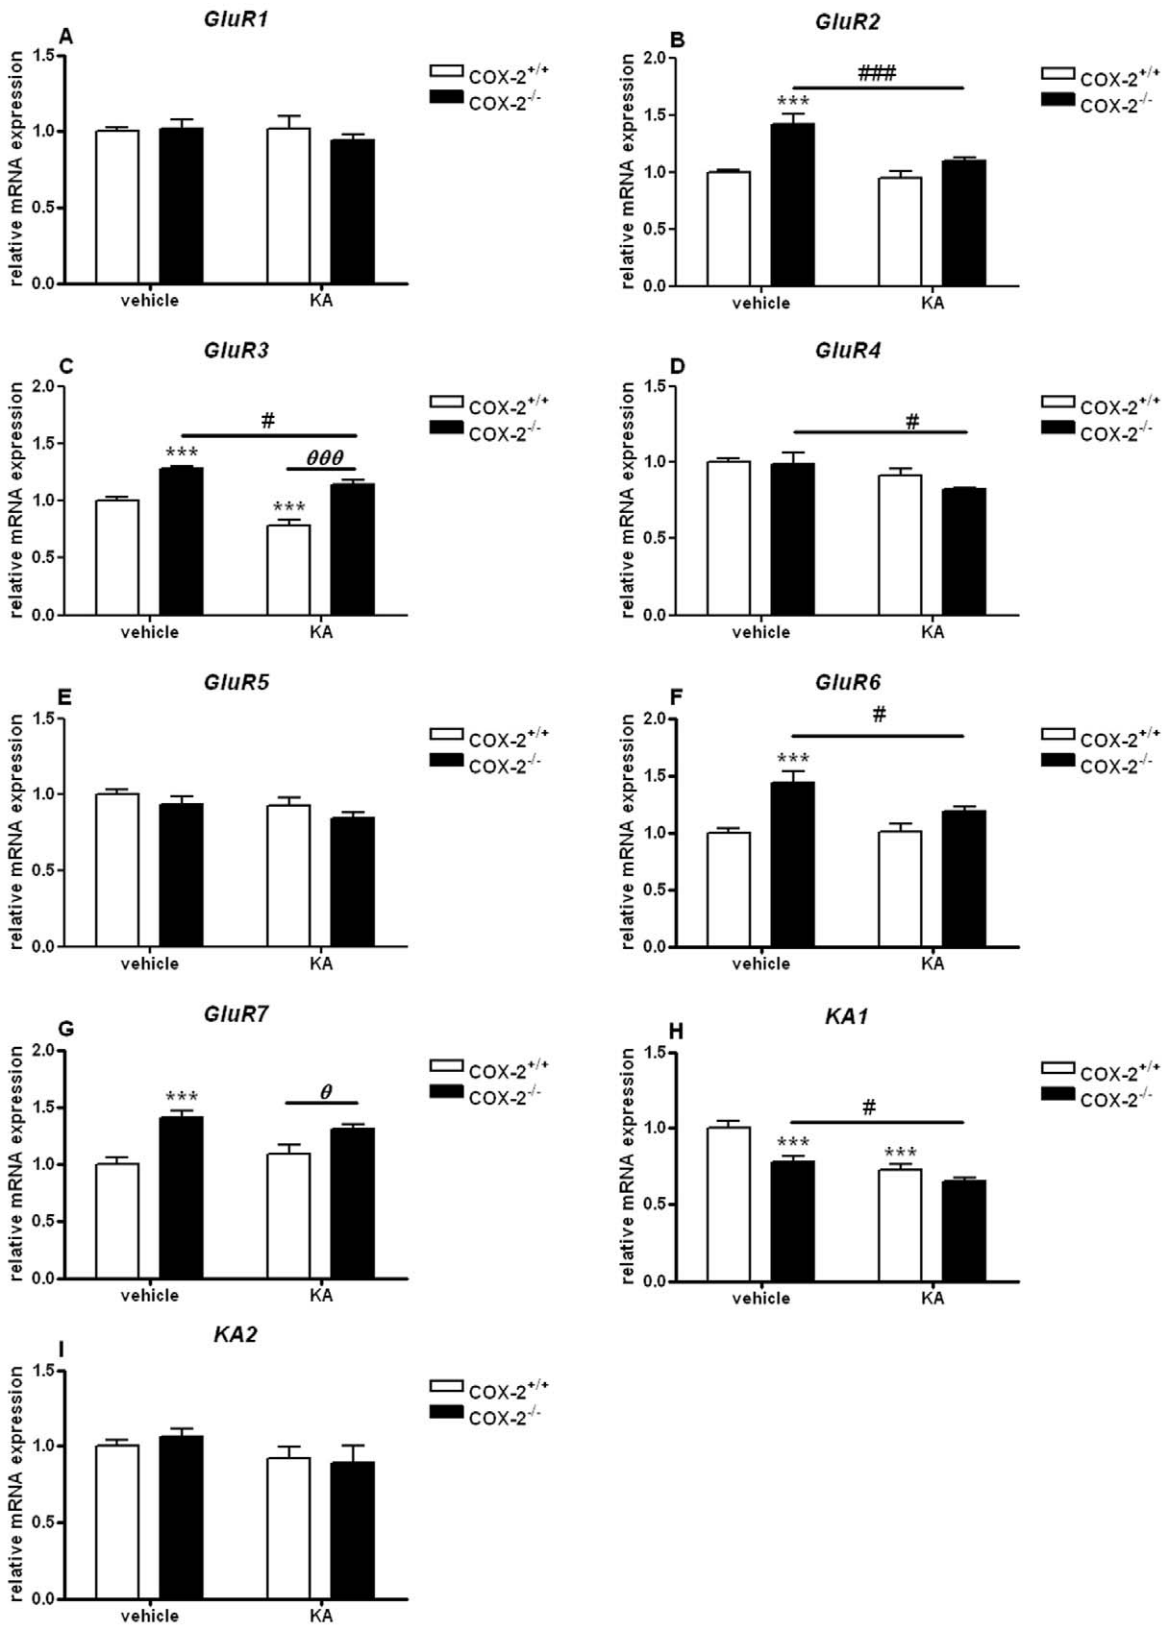 GluR1
A
relative mRNA expression
1.5
1.0
0.5
0.0
vehicle
KA
COX-2+/+
COX-2-/-
GluR2
B
relative mRNA expression
2.0
1.5
1.0
0.5
0.0
***
###
vehicle
KA
COX-2+/+
COX-2-/-
GluR3
C
relative mRNA expression
2.0
1.5
1.0
0.5
0.0
#
***
θθθ
***
vehicle
KA
COX-2+/+
COX-2-/-
GluR4
D
relative mRNA expression
1.5
1.0
0.5
0.0
#
vehicle
KA
COX-2+/+
COX-2-/-
GluR5
E
relative mRNA expression
1.5
1.0
0.5
0.0
vehicle
KA
COX-2+/+
COX-2-/-
GluR6
F
relative mRNA expression
2.0
1.5
1.0
0.5
0.0
#
***
vehicle
KA
COX-2+/+
COX-2-/-
GluR7
G
relative mRNA expression
2.0
1.5
1.0
0.5
0.0
***
θ
vehicle
KA
COX-2+/+
COX-2-/-
KA1
H
relative mRNA expression
1.5
1.0
0.5
0.0
#
***
***
vehicle
KA
COX-2+/+
COX-2-/-
KA2
I
relative mRNA expression
1.5
1.0
0.5
0.0
vehicle
KA
COX-2+/+
COX-2-/-